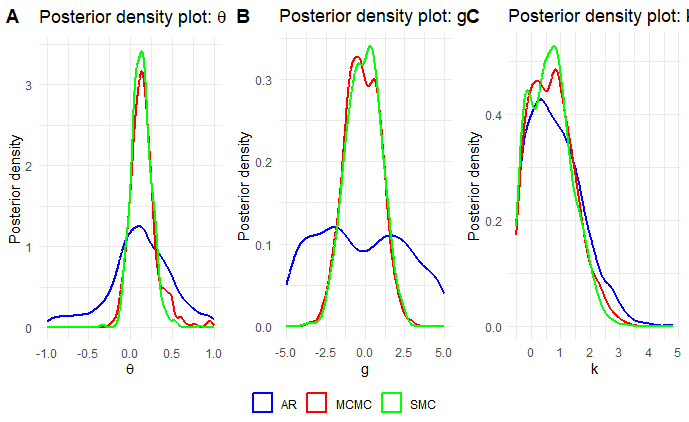 A Posterior density plot: θ
B Posterior density plot: g
C Posterior density plot:
Posterior density
3
2
1
0
-1.0 -0.5 0.0 0.5 1.0
θ
Posterior density
0.3
0.2
0.1
0.0
-5.0 -2.5 0.0 2.5 5.0
g
Posterior density
0.4
0.2
0.0
0 1 2 3 4 5
k
AR MCMC SMC